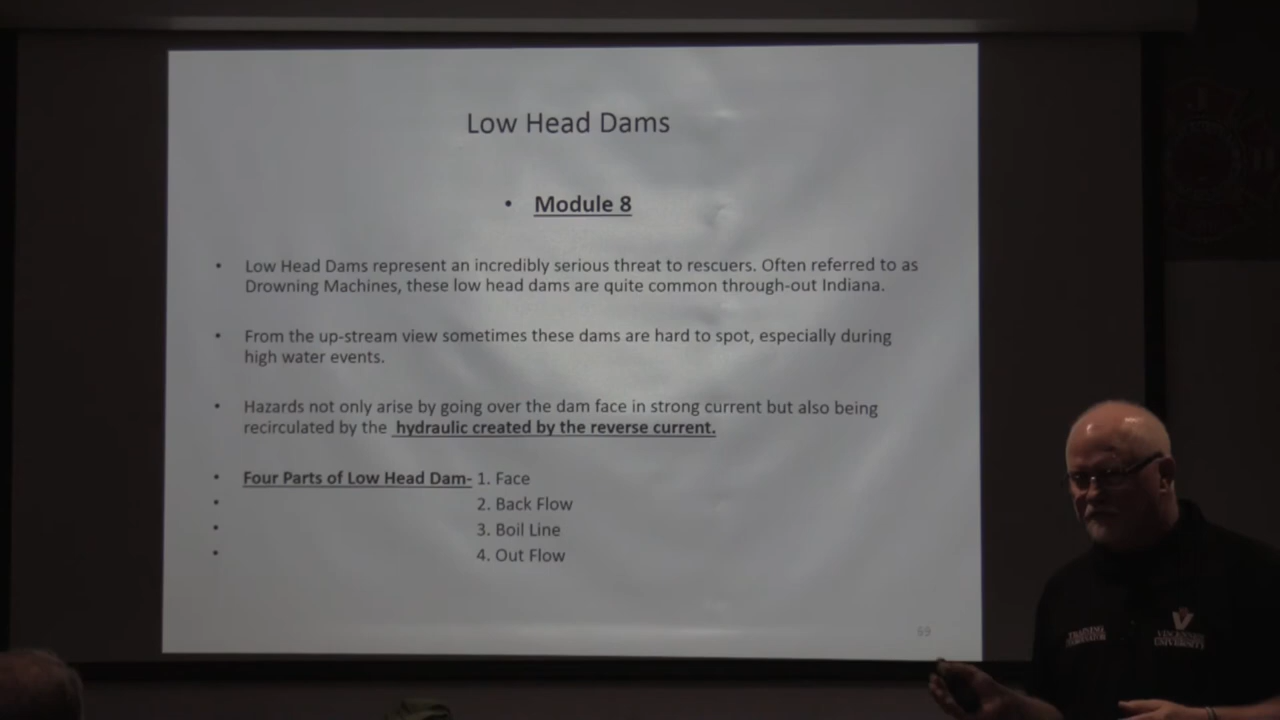 Low Head Dams
• Module 8
• Low Head Dams represent an incredibly serious threat to rescuers. Often referred to as
Drowning Machines, these low head dams are quite common through-out Indiana.
• From the up-stream view sometimes these dams are hard to spot, especially during
high water events.
• Hazards not only arise by going over the dam face in strong current but also being
recirculated by the hydraulic created by the reverse current.
• Four Parts of Low Head Dam- 1. Face
• 2. Back Flow
• 3. Boil Line
• 4. Out Flow
V
UNIVERSITY